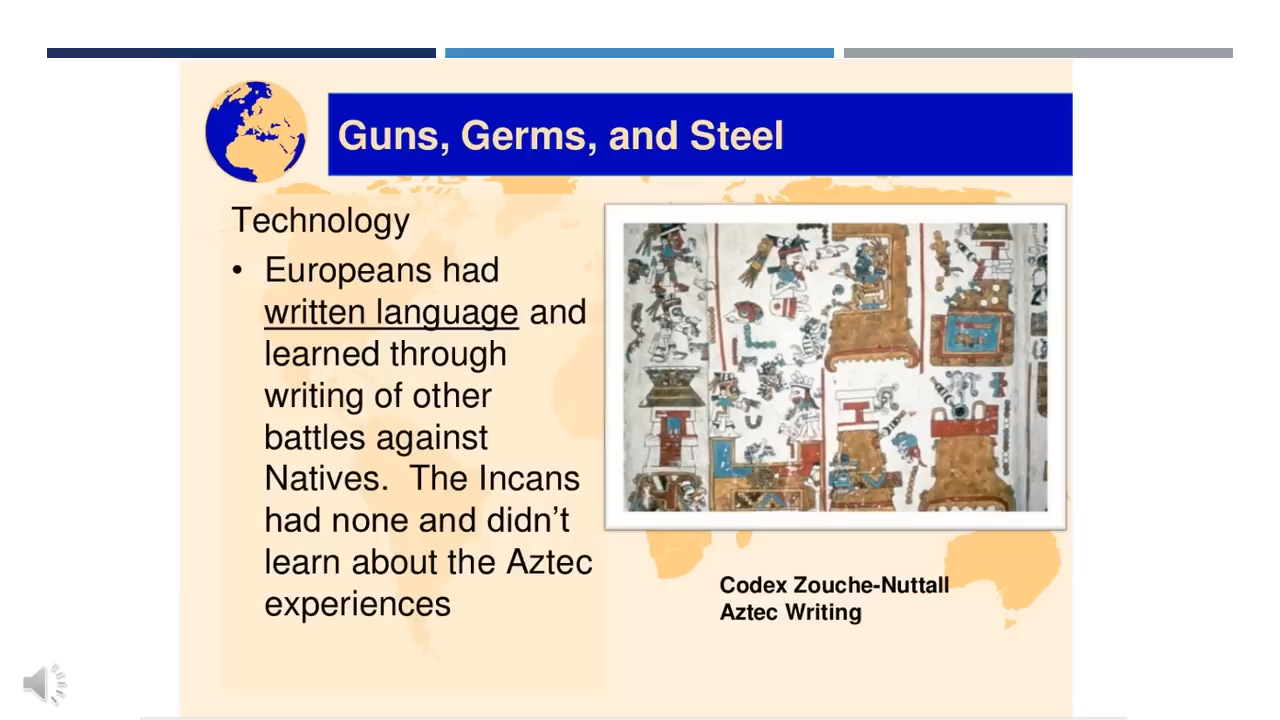 Guns, Germs, and Steel
Technology
• Europeans had
written language and
learned through
writing of other
battles against
Natives.  The Incans
had none and didn’t
learn about the Aztec
experiences
Codex Zouche-Nuttall
Aztec Writing